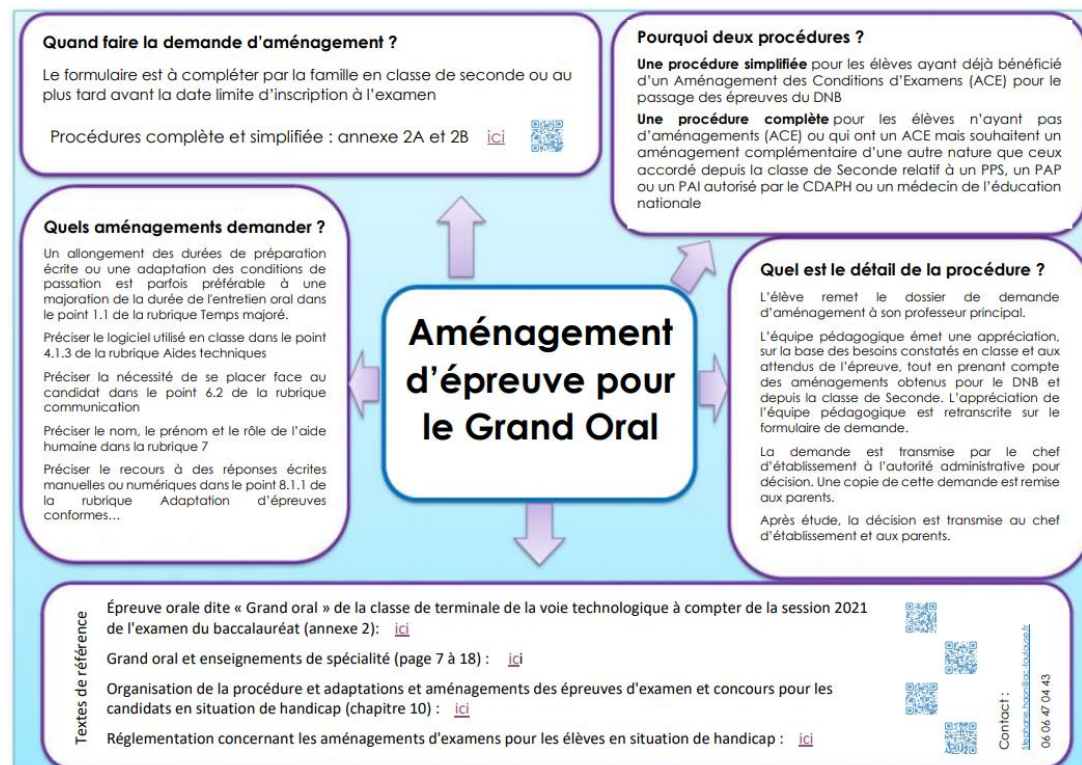 Quand faire la demande d'aménagement ?
Le formulaire est à compléter par la famille en classe de seconde ou au
plus tard avant la date limite d'inscription à l'examen
Procédures complète et simplifiée : annexe 2A et 2B ici
Pourquoi deux procédures ?
Une procédure simplifiée pour les élèves ayant déjà bénéficié
d'un Aménagement des Conditions d'Examens (ACE) pour le
passage des épreuves du DNB
Une procédure complète pour les élèves n'ayant pas
d'aménagements (ACE) ou qui ont un ACE mais souhaitent un
aménagement complémentaire d'une autre nature que ceux
accordé depuis la classe de Seconde relatif à un PPS, un PAP
ou un PAI autorisé par le CDAPH ou un médecin de l'éducation
nationale
Quels aménagements demander ?
Un allongement des durées de préparation
écrite ou une adaptation des conditions de
passation est parfois préférable à une
majoration de la durée de l'entretien oral dans
le point 1.1 de la rubrique Temps majoré.
Préciser le logiciel utilisé en classe dans le point
4.1.3 de la rubrique Aides techniques
Préciser la nécessité de se placer face au
candidat dans le point 6.2 de la rubrique
communication
Préciser le nom, le prénom et le rôle de l'aide
humaine dans la rubrique 7
Préciser le recours à des réponses écrites
manuelles ou numériques dans le point 8.1.1 de
la rubrique Adaptation d'épreuves
conformes...
Aménagement
d'épreuve pour
le Grand Oral
Quel est le détail de la procédure ?
L'élève remet le dossier de demande
d'aménagement à son professeur principal.
L'équipe pédagogique émet une appréciation,
sur la base des besoins constatés en classe et aux
attendus de l'épreuve, tout en prenant compte
des aménagements obtenus pour le DNB et
depuis la classe de Seconde. L'appréciation de
l'équipe pédagogique est retranscrite sur le
formulaire de demande.
La demande est transmise par le chef
d'établissement à l'autorité administrative pour
décision. Une copie de cette demande est remise
aux parents.
Après étude, la décision est transmise au chef
d'établissement et aux parents.
Textes de référence
Épreuve orale dite « Grand oral » de la classe de terminale de la voie technologique à compter de la session 2021
de l'examen du baccalauréat (annexe 2): ici
Grand oral et enseignements de spécialité (page 7 à 18) : ici
Organisation de la procédure et adaptations et aménagements des épreuves d'examen et concours pour les
candidats en situation de handicap (chapitre 10) : ici
Réglementation concernant les aménagements d'examens pour les élèves en situation de handicap : ici
Contact :
Stephane.haan@ac-toulouse.fr
06 06 47 04 43